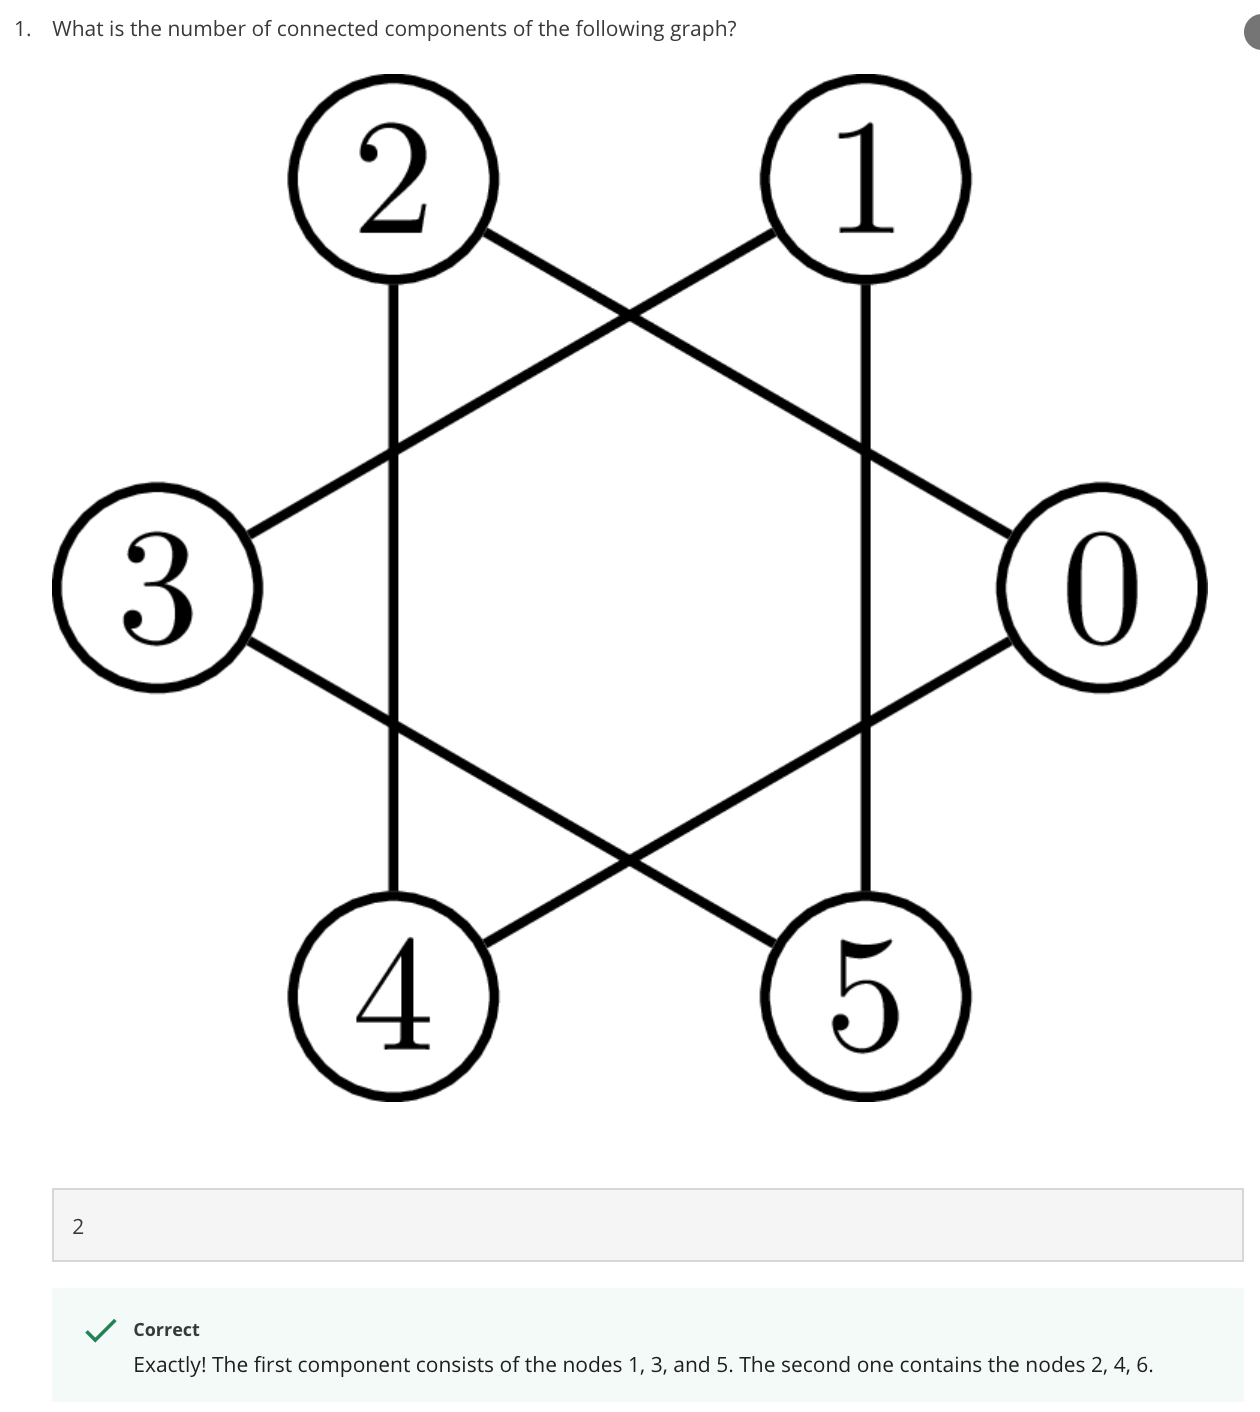 1. What is the number of connected components of the following graph?
2 1
3 0
4 5
2
Correct
Exactly! The first component consists of the nodes 1, 3, and 5. The second one contains the nodes 2, 4, 6.